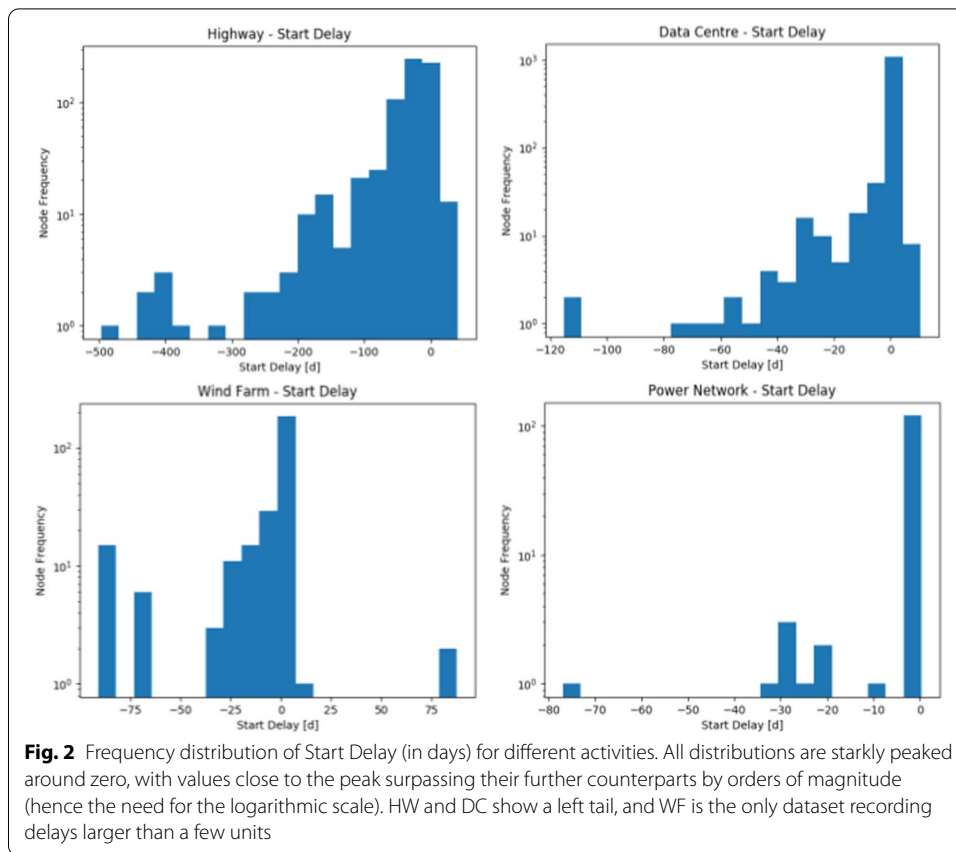 Highway - Start Delay
Node Frequency
10²
10¹
10⁰
−500 −400 −300 −200 −100 0
Start Delay [d]
Data Centre - Start Delay
Node Frequency
10³
10²
10¹
10⁰
−120 −100 −80 −60 −40 −20 0
Start Delay [d]
Wind Farm - Start Delay
Node Frequency
10²
10¹
10⁰
−75 −50 −25 0 25 50 75
Start Delay [d]
Power Network - Start Delay
Node Frequency
10²
10¹
10⁰
−80 −70 −60 −50 −40 −30 −20 −10 0
Start Delay [d]
Fig. 2 Frequency distribution of Start Delay (in days) for different activities. All distributions are starkly peaked
around zero, with values close to the peak surpassing their further counterparts by orders of magnitude
(hence the need for the logarithmic scale). HW and DC show a left tail, and WF is the only dataset recording
delays larger than a few units